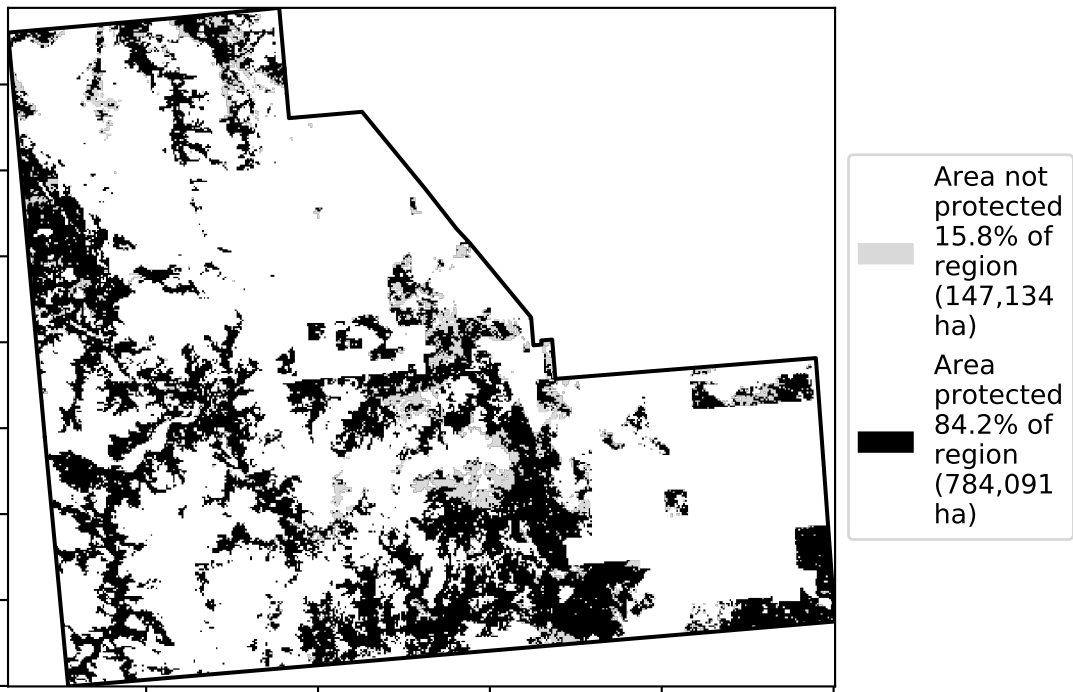 Area not
protected
15.8% of
region
(147,134
ha)
Area
protected
84.2% of
region
(784,091
ha)